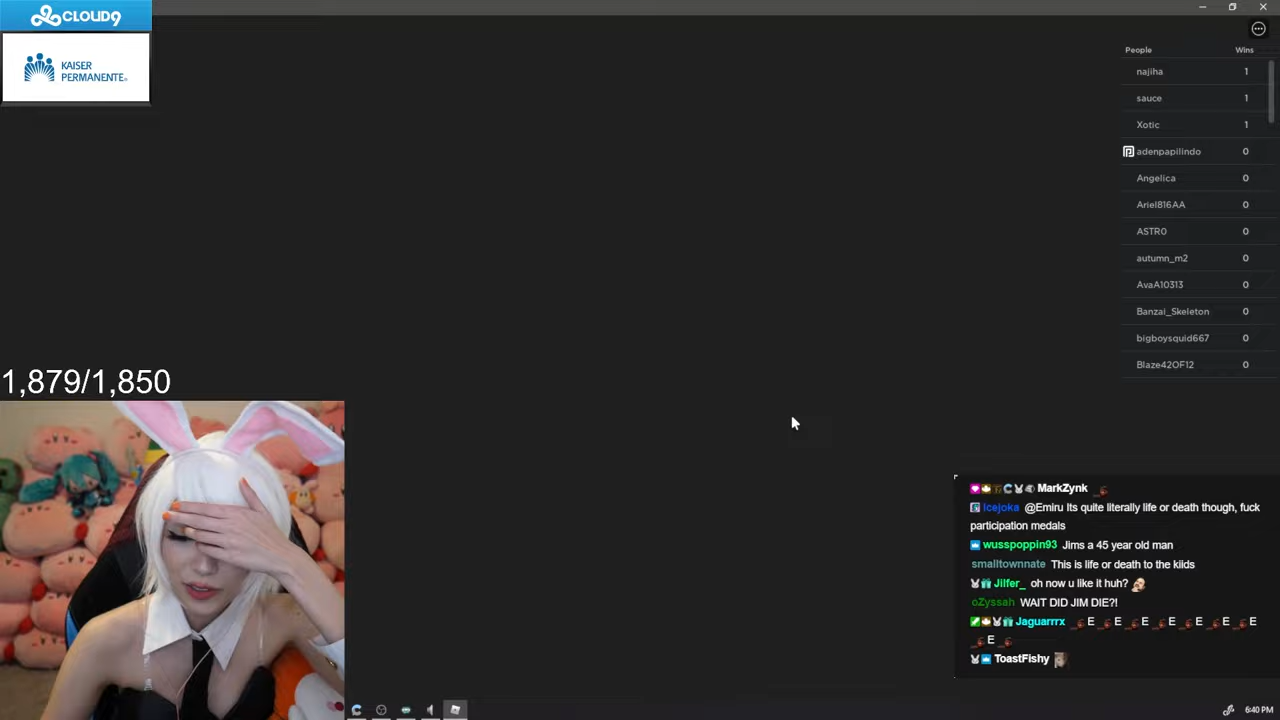 CLOUD9
KAISER
PERMANENTE®
People Wins
najiha 1
sauce 1
Xotic 1
adenpapilindo 0
Angelica 0
Ariel816AA 0
ASTR0 0
autumn_m2 0
AvaA10313 0
Banzai_Skeleton 0
bigboysquid667 0
Blaze42OF12 0
1,879/1,850
MarkZynk
Icejoka @Emiru Its quite literally life or death though, fuck
participation medals
wusspoppin93 Jims a 45 year old man
smalltownnate This is life or death to the kiids
Jilfer_ oh now u like it huh?
oZyssah WAIT DID JIM DIE?!
Jaguarrrx E E E E E E E
E
ToastFishy
6:40 PM